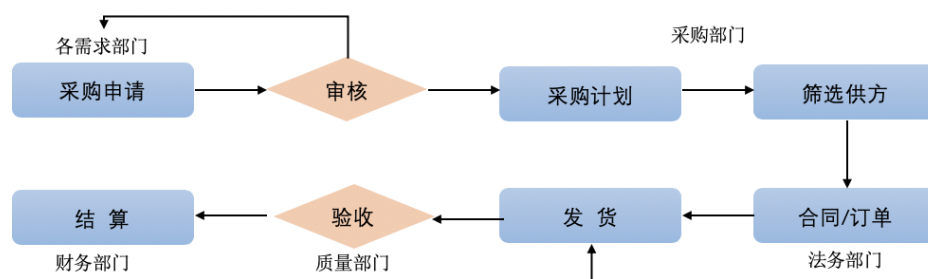 采购部门
各需求部门
采购申请
审核
采购计划
筛选供方
结 算
验收
发 货
合同/订单
财务部门
质量部门
法务部门